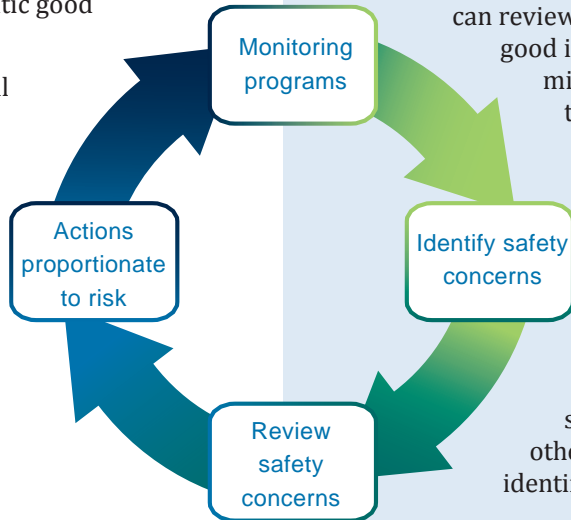 tic good
can review
good i
mi
t
Monitoring
programs
Identify safety
concerns
Review
safety
concerns
Actions
proportionate
to risk
s
othe
identi